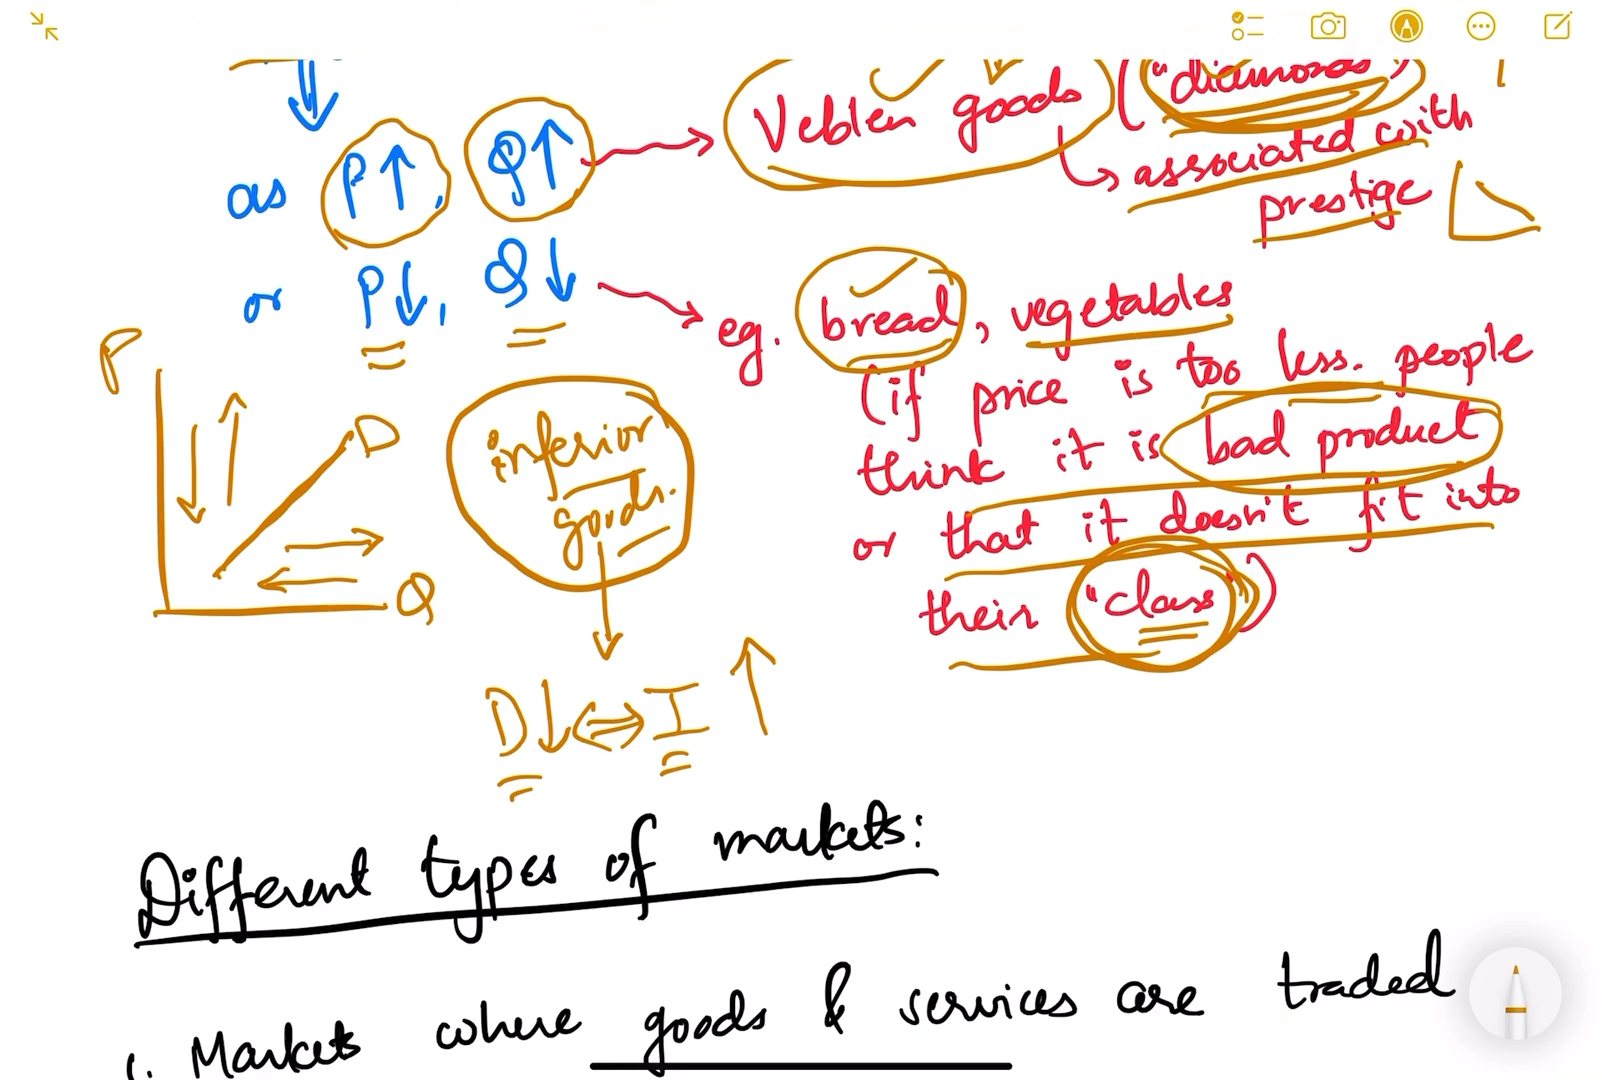 as P↑, Q↑ → Veblen goods ("diamonds")
↳ associated with
prestige
or P↓, Q↓ → eg. bread, vegetables
(if price is too less. people
think it is bad product
or that it doesn't fit into
their "class")
P
D
Q
inferior
goods.
D↓ ⇔ I ↑
Different types of markets:
1. Markets where goods & services are traded